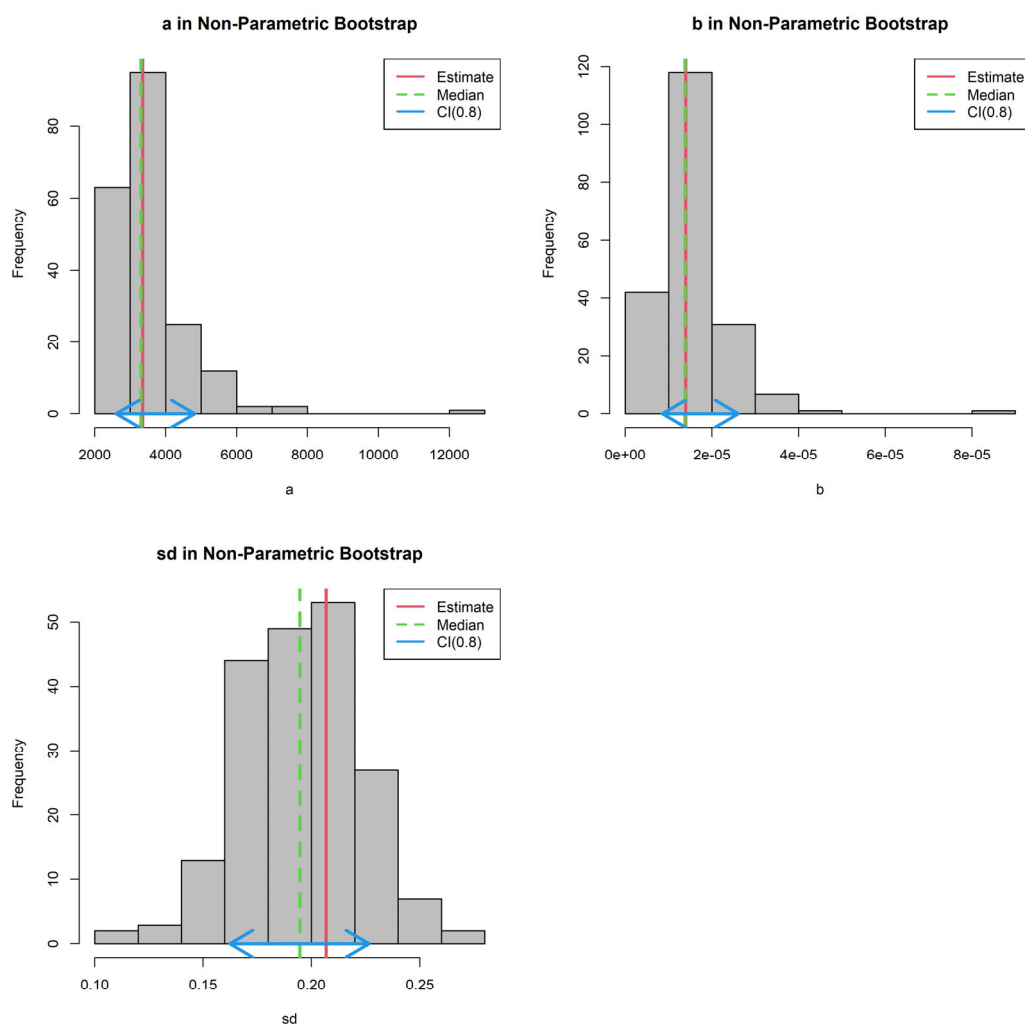 a in Non-Parametric Bootstrap
Estimate
Median
CI(0.8)
Frequency
0
20
40
60
80
2000
4000
6000
8000
10000
12000
a
b in Non-Parametric Bootstrap
Estimate
Median
CI(0.8)
Frequency
0
20
40
60
80
100
120
0e+00
2e-05
4e-05
6e-05
8e-05
b
sd in Non-Parametric Bootstrap
Estimate
Median
CI(0.8)
Frequency
0
10
20
30
40
50
0.10
0.15
0.20
0.25
sd